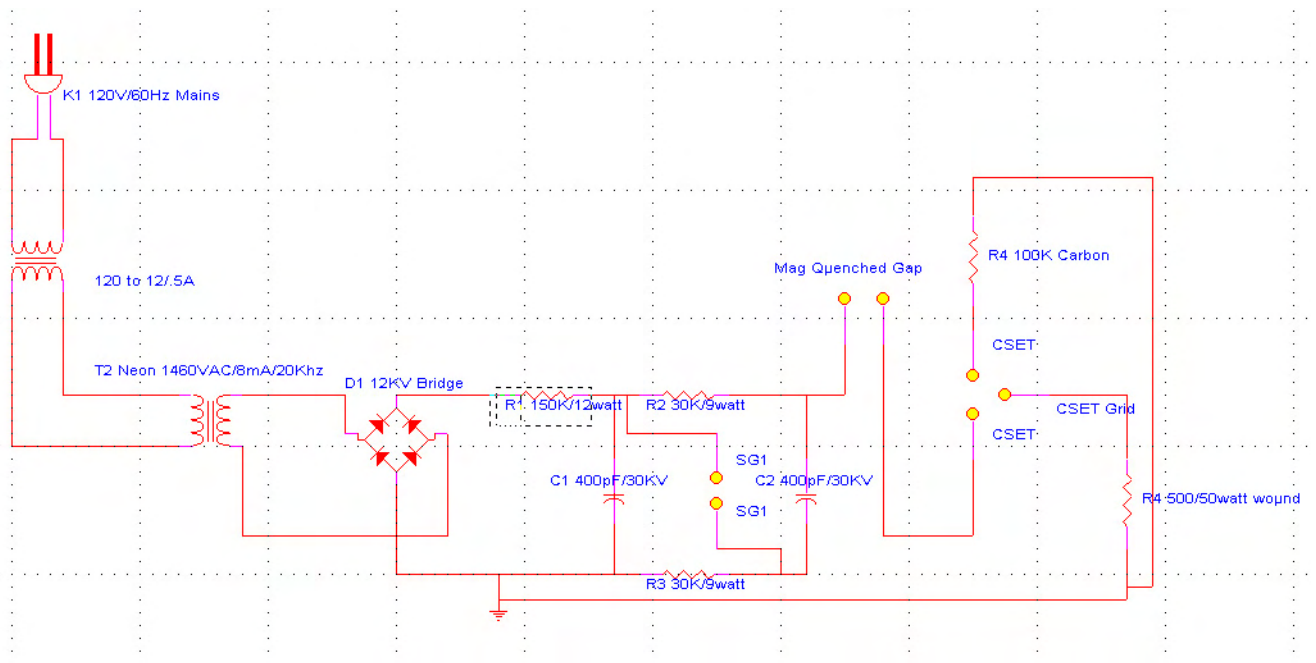 K1 120V/60Hz Mains
120 to 12/.5A
Mag Quenched Gap
R4 100K Carbon
T2 Neon 1460VAC/8mA/20Khz
D1 12KV Bridge
CSET
R1 150K/12watt
R2 30K/9watt
CSET Grid
CSET
SG1
C1 400pF/30KV
C2 400pF/30KV
SG1
R4 500/50watt wound
R3 30K/9watt